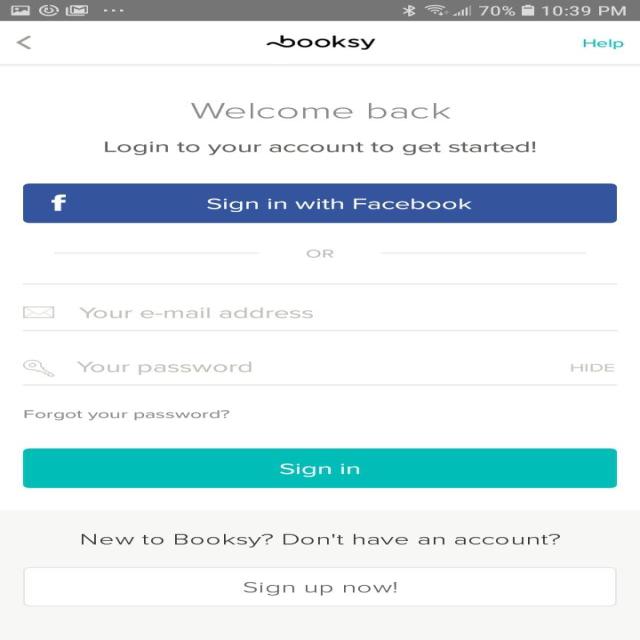 70% 10:39 PM
booksy
Help
Welcome back
Login to your account to get started!
f Sign in with Facebook
OR
Your e-mail address
Your password HIDE
Forgot your password?
Sign in
New to Booksy? Don't have an account?
Sign up now!